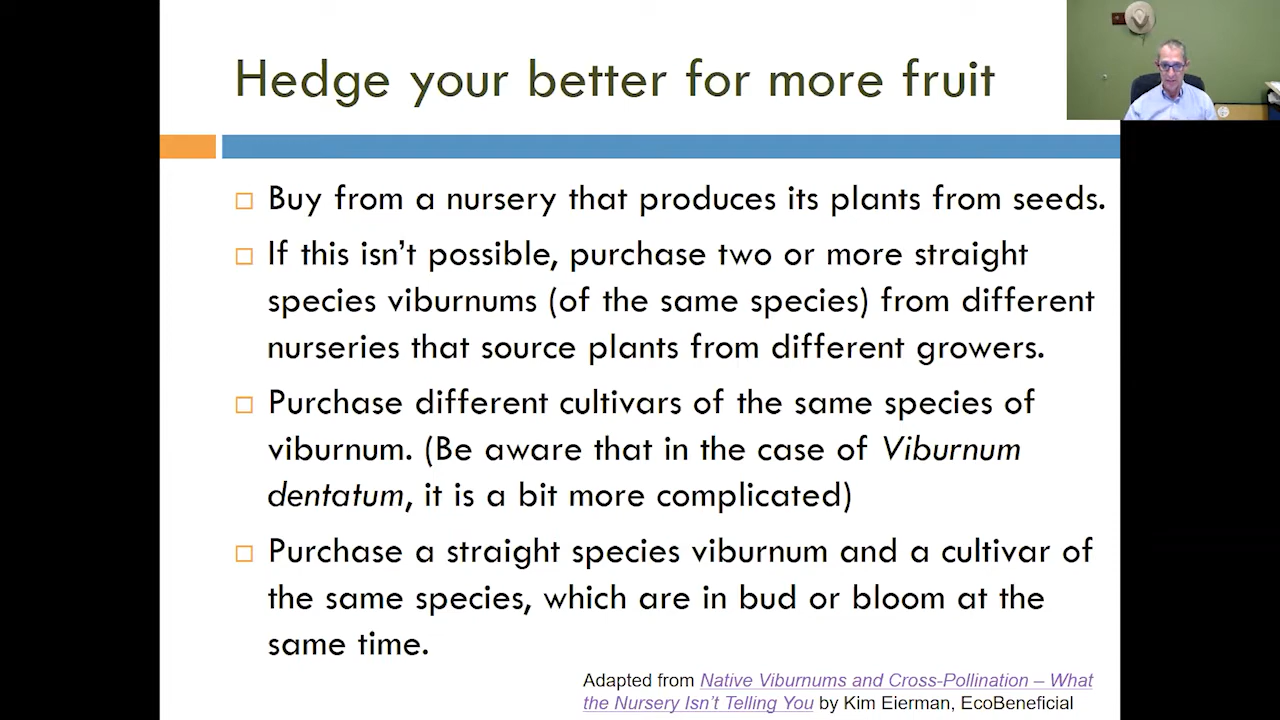 Hedge your better for more fruit
Buy from a nursery that produces its plants from seeds.
If this isn't possible, purchase two or more straight
species viburnums (of the same species) from different
nurseries that source plants from different growers.
Purchase different cultivars of the same species of
viburnum. (Be aware that in the case of Viburnum
dentatum, it is a bit more complicated)
Purchase a straight species viburnum and a cultivar of
the same species, which are in bud or bloom at the
same time.
Adapted from Native Viburnums and Cross-Pollination – What
the Nursery Isn't Telling You by Kim Eierman, EcoBeneficial